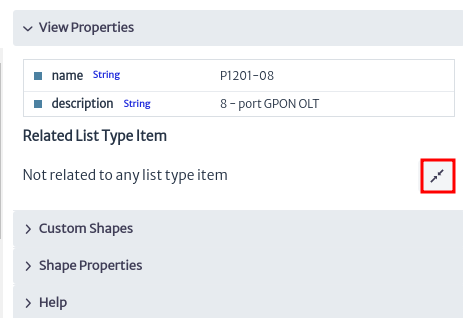 View Properties
name String P1201-08
description String 8 - port GPON OLT
Related List Type Item
Not related to any list type item
Custom Shapes
Shape Properties
Help